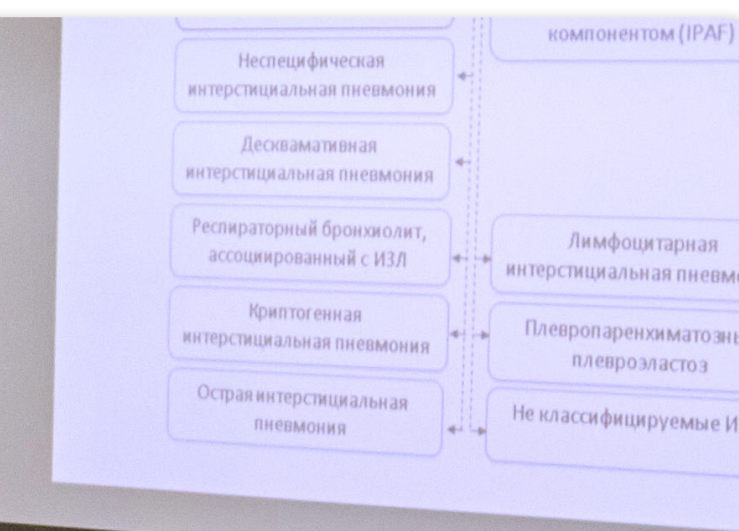 компонентом (IPAF)
Неспецифическая
интерстициальная пневмония
Десквамативная
интерстициальная пневмония
Респираторный бронхиолит,
ассоциированный с ИЗЛ
Криптогенная
интерстициальная пневмония
Острая интерстициальная
пневмония
Лимфоцитарная
интерстициальная
плевроэластоз
Не классифицируемые